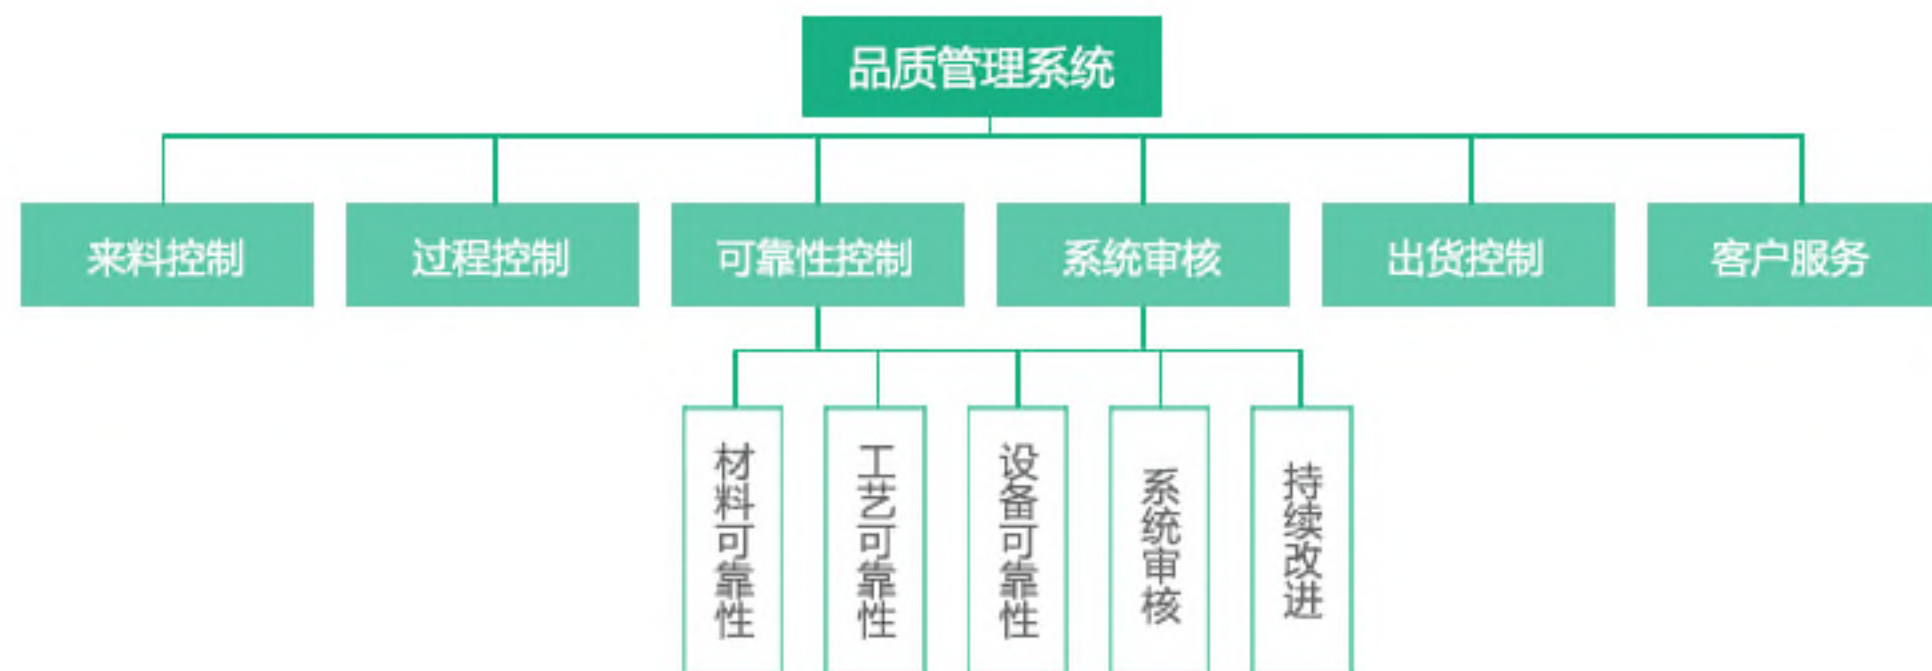 品质管理系统
来料控制
过程控制
可靠性控制
系统审核
出货控制
客户服务
材料可靠性
工艺可靠性
设备可靠性
系统审核
持续改进